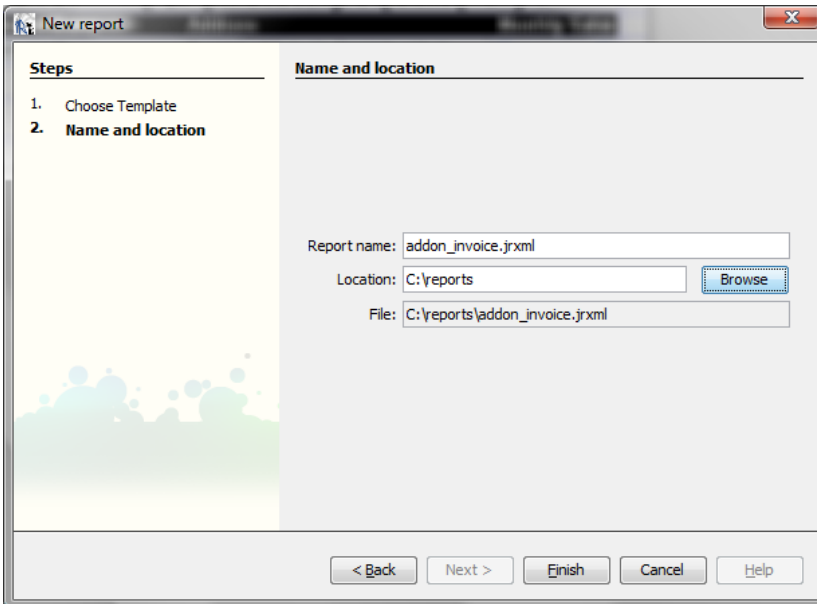 New report
Steps
1. Choose Template
2. Name and location
Name and location
Report name: addon_invoice.jrxml
Location: C:\reports Browse
File: C:\reports\addon_invoice.jrxml
< Back Next > Finish Cancel Help